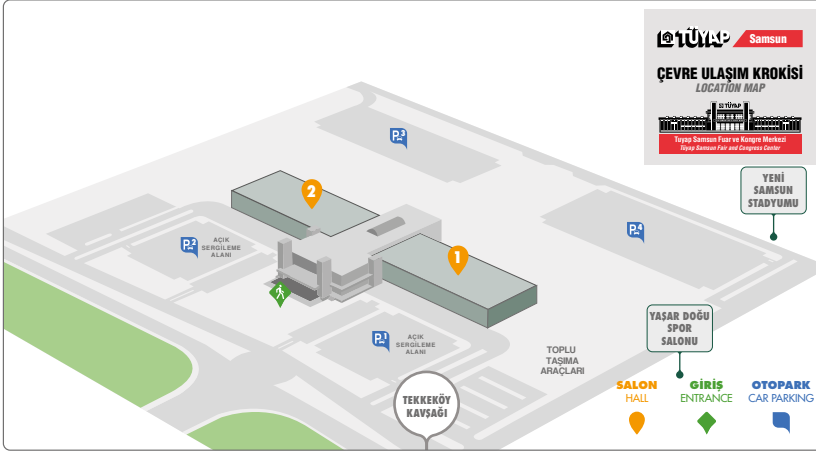 TÜYAP Samsun
ÇEVRE ULAŞIM KROKİSİ
LOCATION MAP
TÜYAP
Tuyap Samsun Fuar ve Kongre Merkezi
Tüyap Samsun Fair and Congress Center
P3
YENİ
SAMSUN
STADYUMU
2
P4
P2
AÇIK
SERGİLEME
ALANI
1
YAŞAR DOĞU
SPOR
SALONU
P1
AÇIK
SERGİLEME
ALANI
TOPLU
TAŞIMA
ARAÇLARI
TEKKEKÖY
KAVŞAĞI
SALON
HALL
GİRİŞ
ENTRANCE
OTOPARK
CAR PARKING